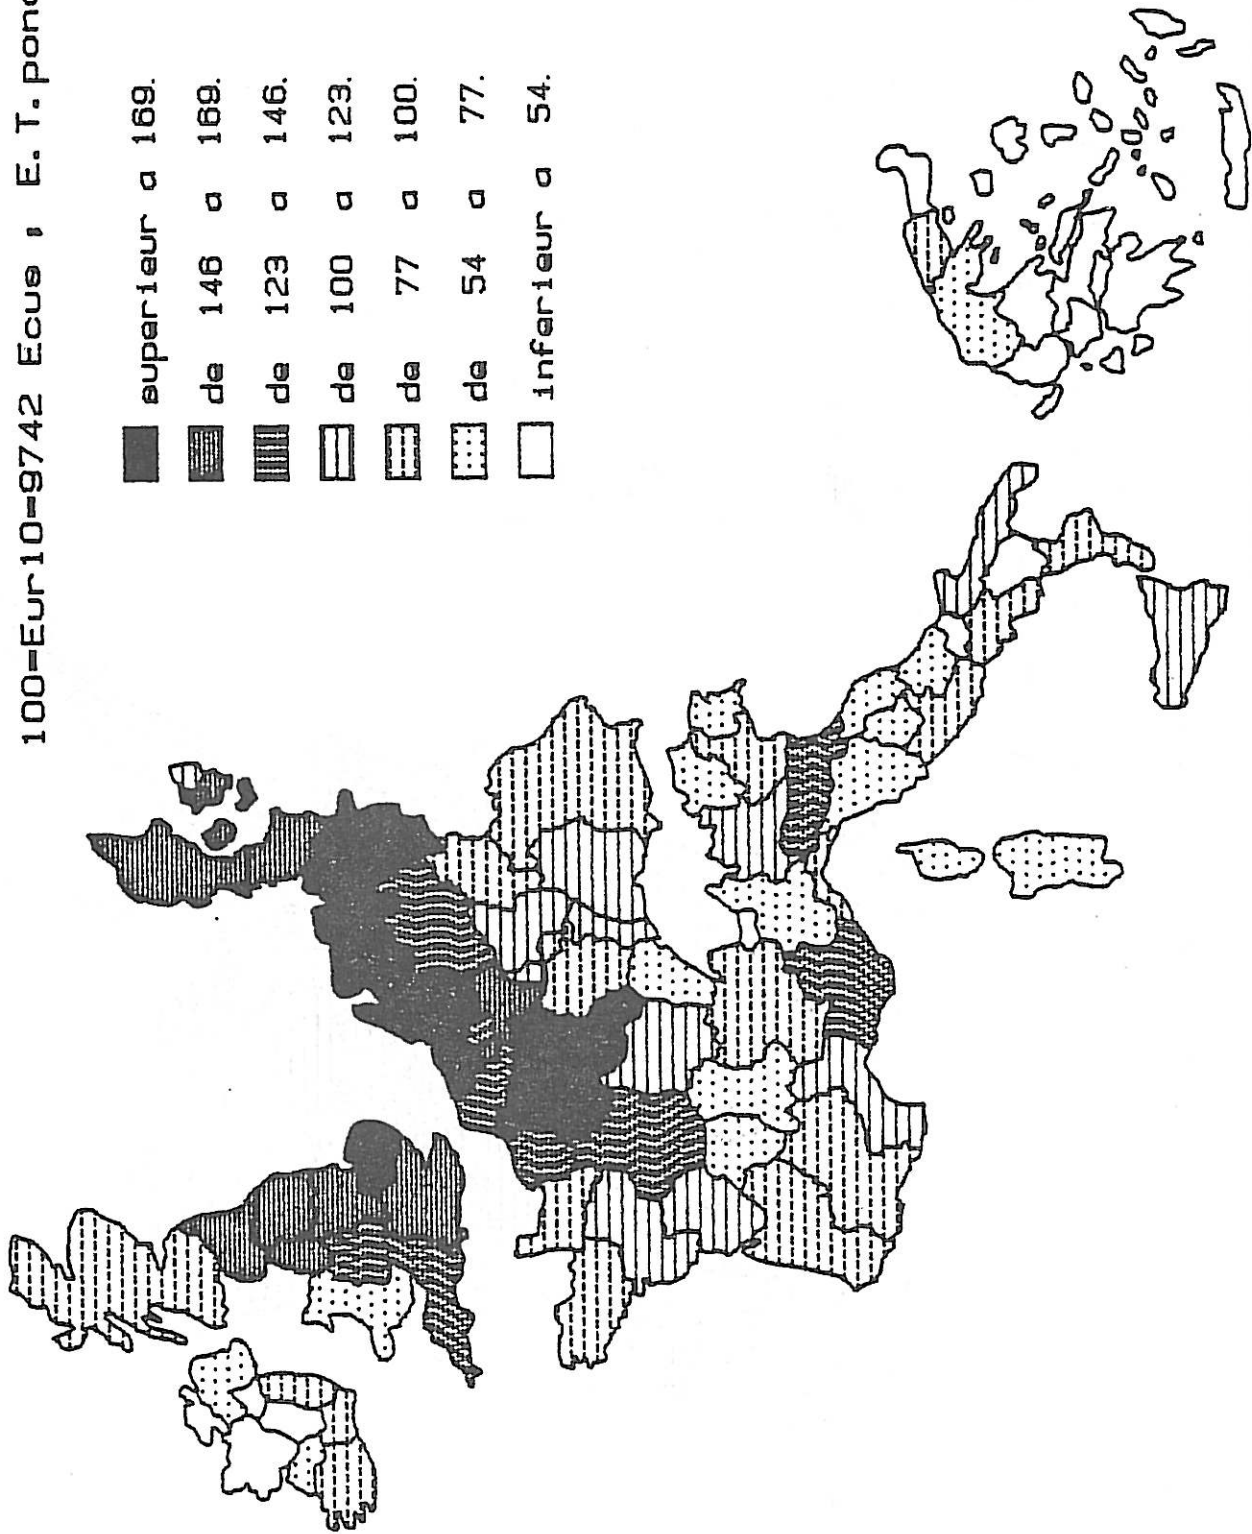 100=Eur10=9742 Ecus ; E. T. pond
superieur a 169.
de 146 a 169.
de 123 a 146.
de 100 a 123.
de 77 a 100.
de 54 a 77.
inferieur a 54.